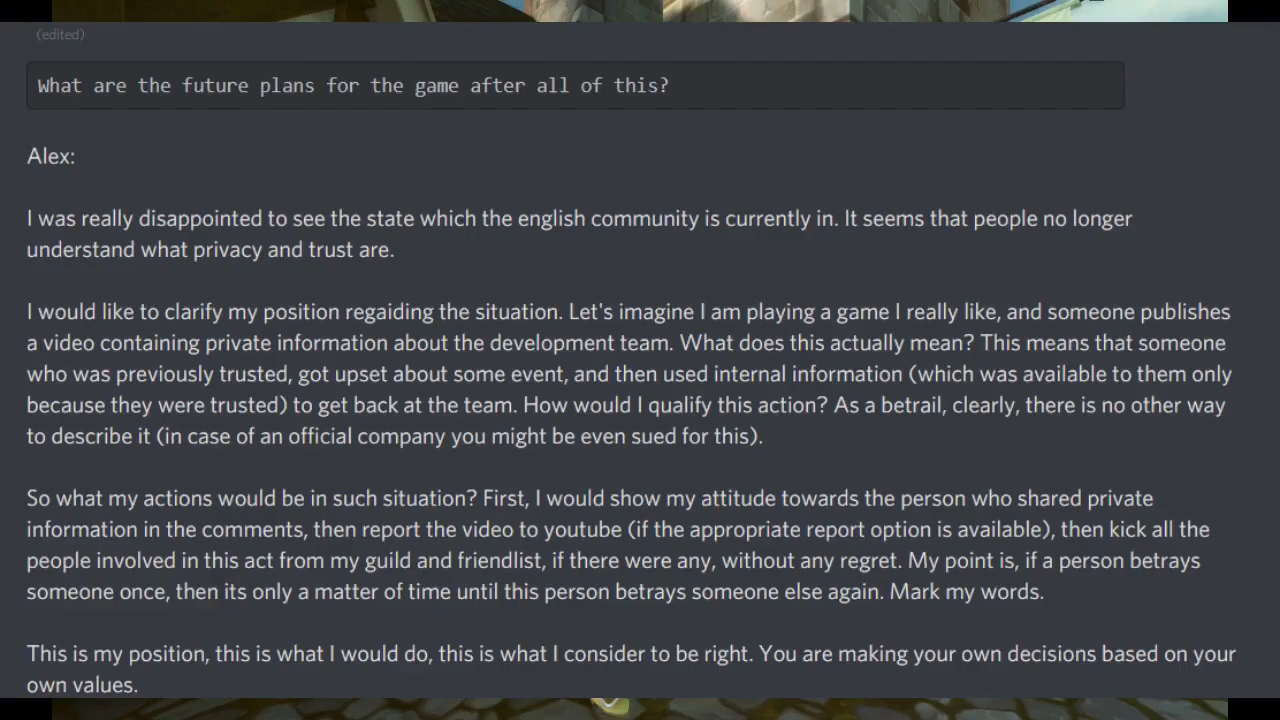 (edited)
What are the future plans for the game after all of this?
Alex:
I was really disappointed to see the state which the english community is currently in. It seems that people no longer
understand what privacy and trust are.
I would like to clarify my position regaiding the situation. Let's imagine I am playing a game I really like, and someone publishes
a video containing private information about the development team. What does this actually mean? This means that someone
who was previously trusted, got upset about some event, and then used internal information (which was available to them only
because they were trusted) to get back at the team. How would I qualify this action? As a betrail, clearly, there is no other way
to describe it (in case of an official company you might be even sued for this).
So what my actions would be in such situation? First, I would show my attitude towards the person who shared private
information in the comments, then report the video to youtube (if the appropriate report option is available), then kick all the
people involved in this act from my guild and friendlist, if there were any, without any regret. My point is, if a person betrays
someone once, then its only a matter of time until this person betrays someone else again. Mark my words.
This is my position, this is what I would do, this is what I consider to be right. You are making your own decisions based on your
own values.